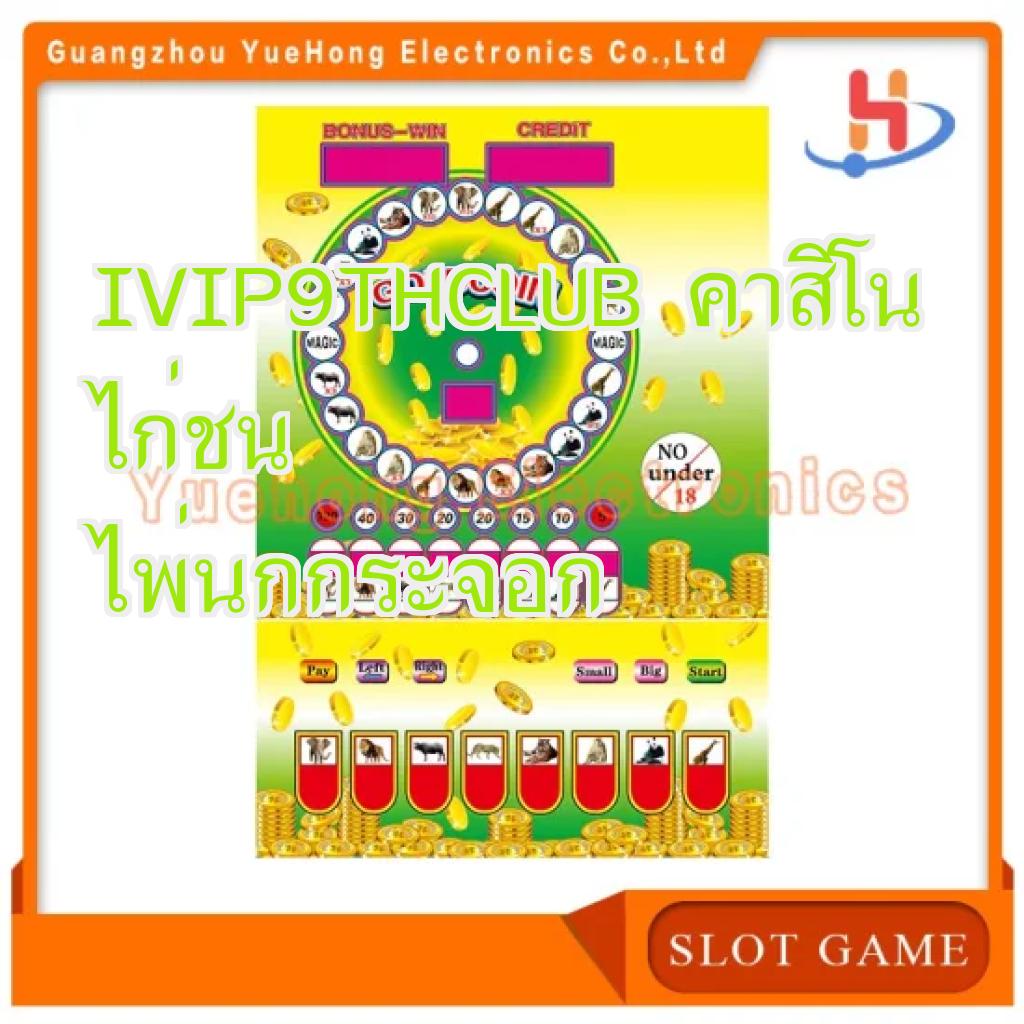 Guangzhou YueHong Electronics Co.,Ltd
BONUS-WIN CREDIT
IVIP9THCLUB คาสิโน
MAGIC MAGIC
ไก่ชน
NO
under
18
Yuehong Electronics
40 30 20 20 15 10 5
ไพ่นกกระจอก
Pay Left Right Small Big Start
SLOT GAME